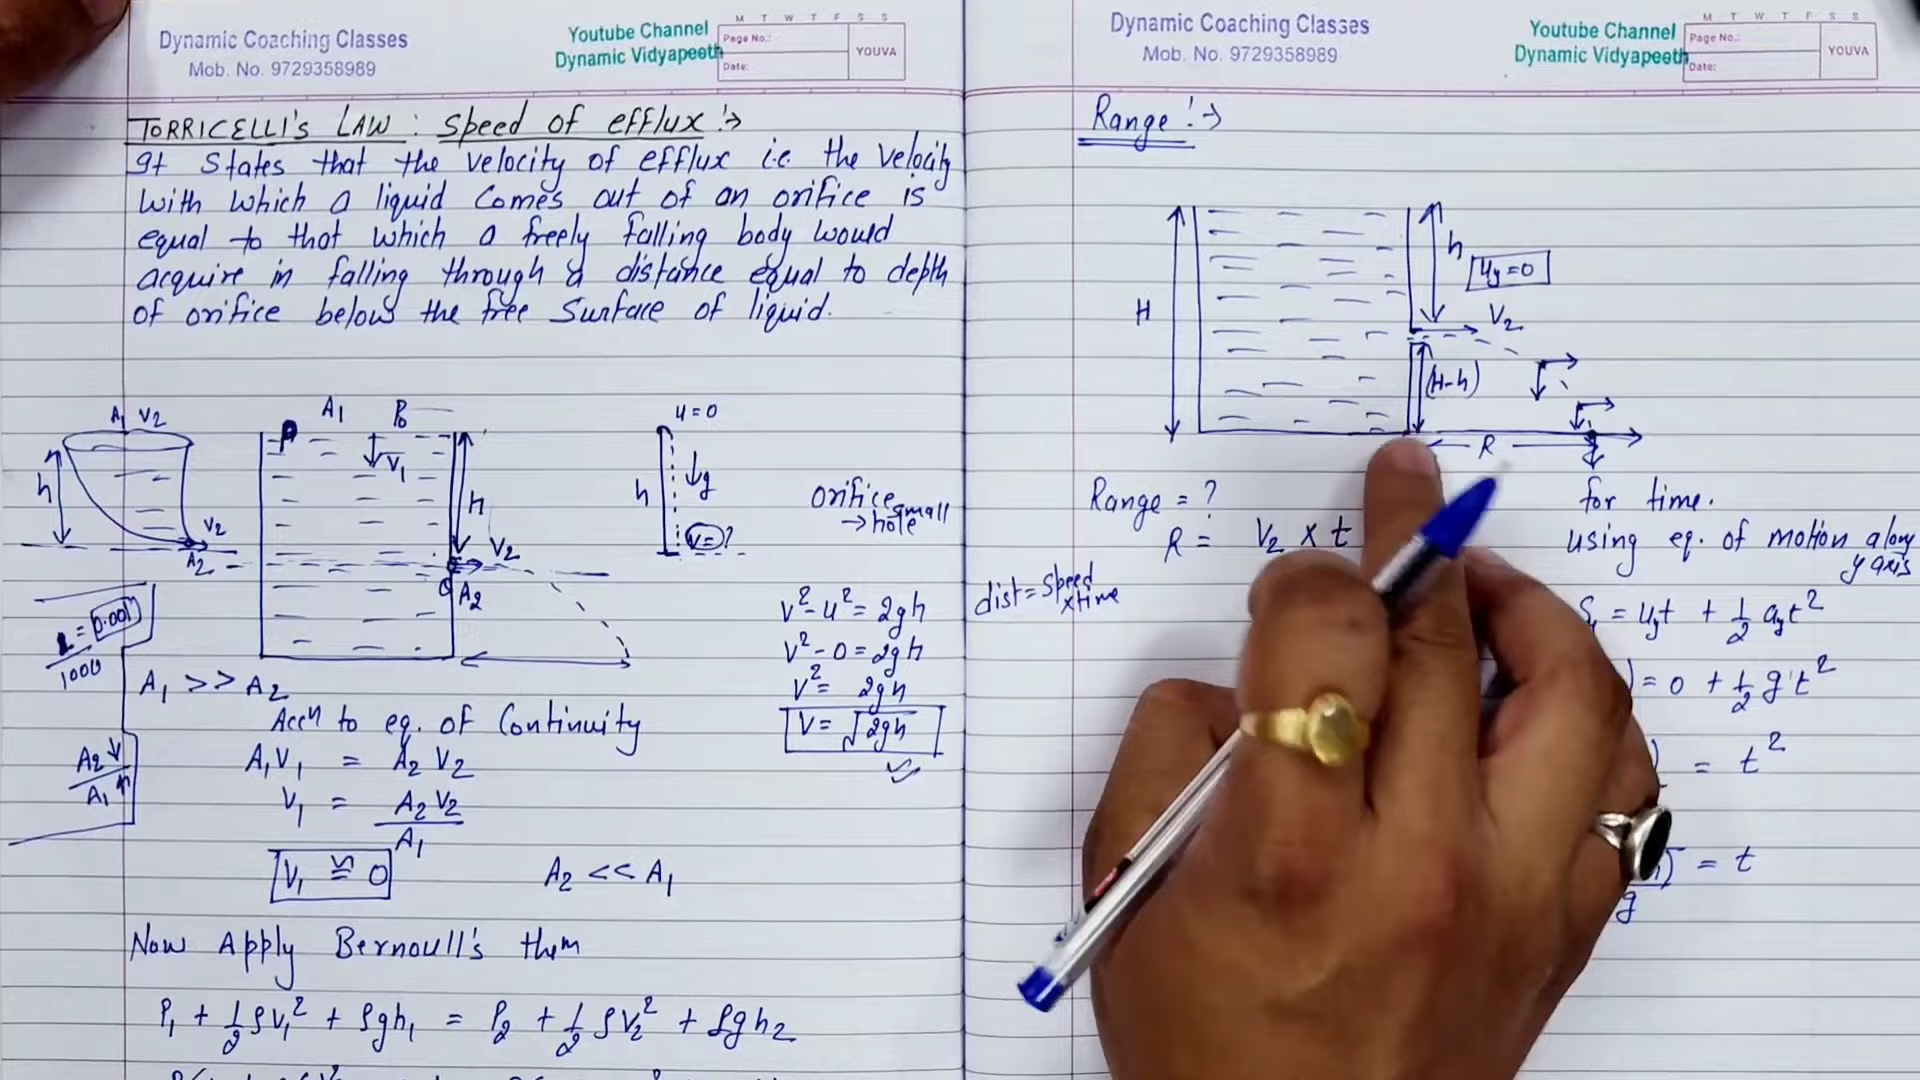 Dynamic Coaching Classes
Mob. No. 9729358989
Youtube Channel
Dynamic Vidyapeeth
M T W T F S S
Page No.:
Date:
YOUVA
TORRICELLI'S LAW : Speed of efflux :→
It States that the velocity of efflux i.e. the velocity
with which a liquid comes out of an orifice is
equal to that which a freely falling body would
acquire in falling through a distance equal to depth
of orifice below the free surface of liquid.
A1 V2
h
V2
A2
A1
P0
V1
h
V2
A2
u=0
h
↓g
V=?
Orifice
→ small hole
1/1000 = 0.001
V² - u² = 2gh
V² - 0 = 2gh
V² = 2gh
V = √2gh
A1 >> A2
Accn to eq. of Continuity
A1V1 = A2 V2
V1 = A2 V2 / A1
A2↓ / A1↑
V1 ≅ 0
A2 << A1
Now Apply Bernoull's them
P1 + 1/2 ρv1² + ρgh1 = P2 + 1/2 ρv2² + ρgh2
Dynamic Coaching Classes
Mob. No. 9729358989
Youtube Channel
Dynamic Vidyapeeth
M T W T F S S
Page No.:
Date:
YOUVA
Range :→
H
h
uy=0
V2
(H-h)
R
Range = ?
R = V2 × t
dist = speed × time
for time.
using eq. of motion along y axis
= uyt + 1/2 ayt²
= 0 + 1/2 gt²
= t²
= t
g